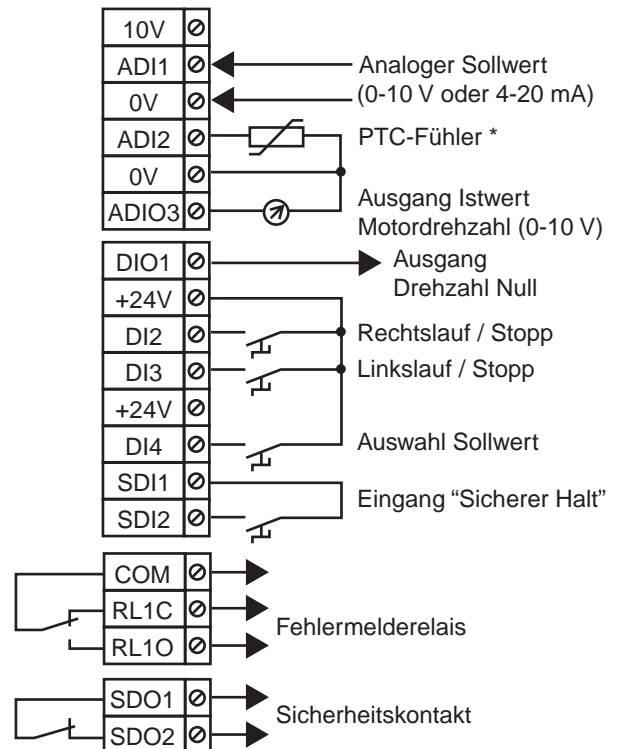 10V
ADI1
Analoger Sollwert
0V
(0-10 V oder 4-20 mA)
ADI2
PTC-Fühler *
0V
ADIO3
Ausgang Istwert
Motordrehzahl (0-10 V)
DIO1
Ausgang
Drehzahl Null
+24V
DI2
Rechtslauf / Stopp
DI3
Linkslauf / Stopp
+24V
DI4
Auswahl Sollwert
SDI1
Eingang “Sicherer Halt”
SDI2
COM
RL1C
Fehlermelderelais
RL1O
SDO1
Sicherheitskontakt
SDO2